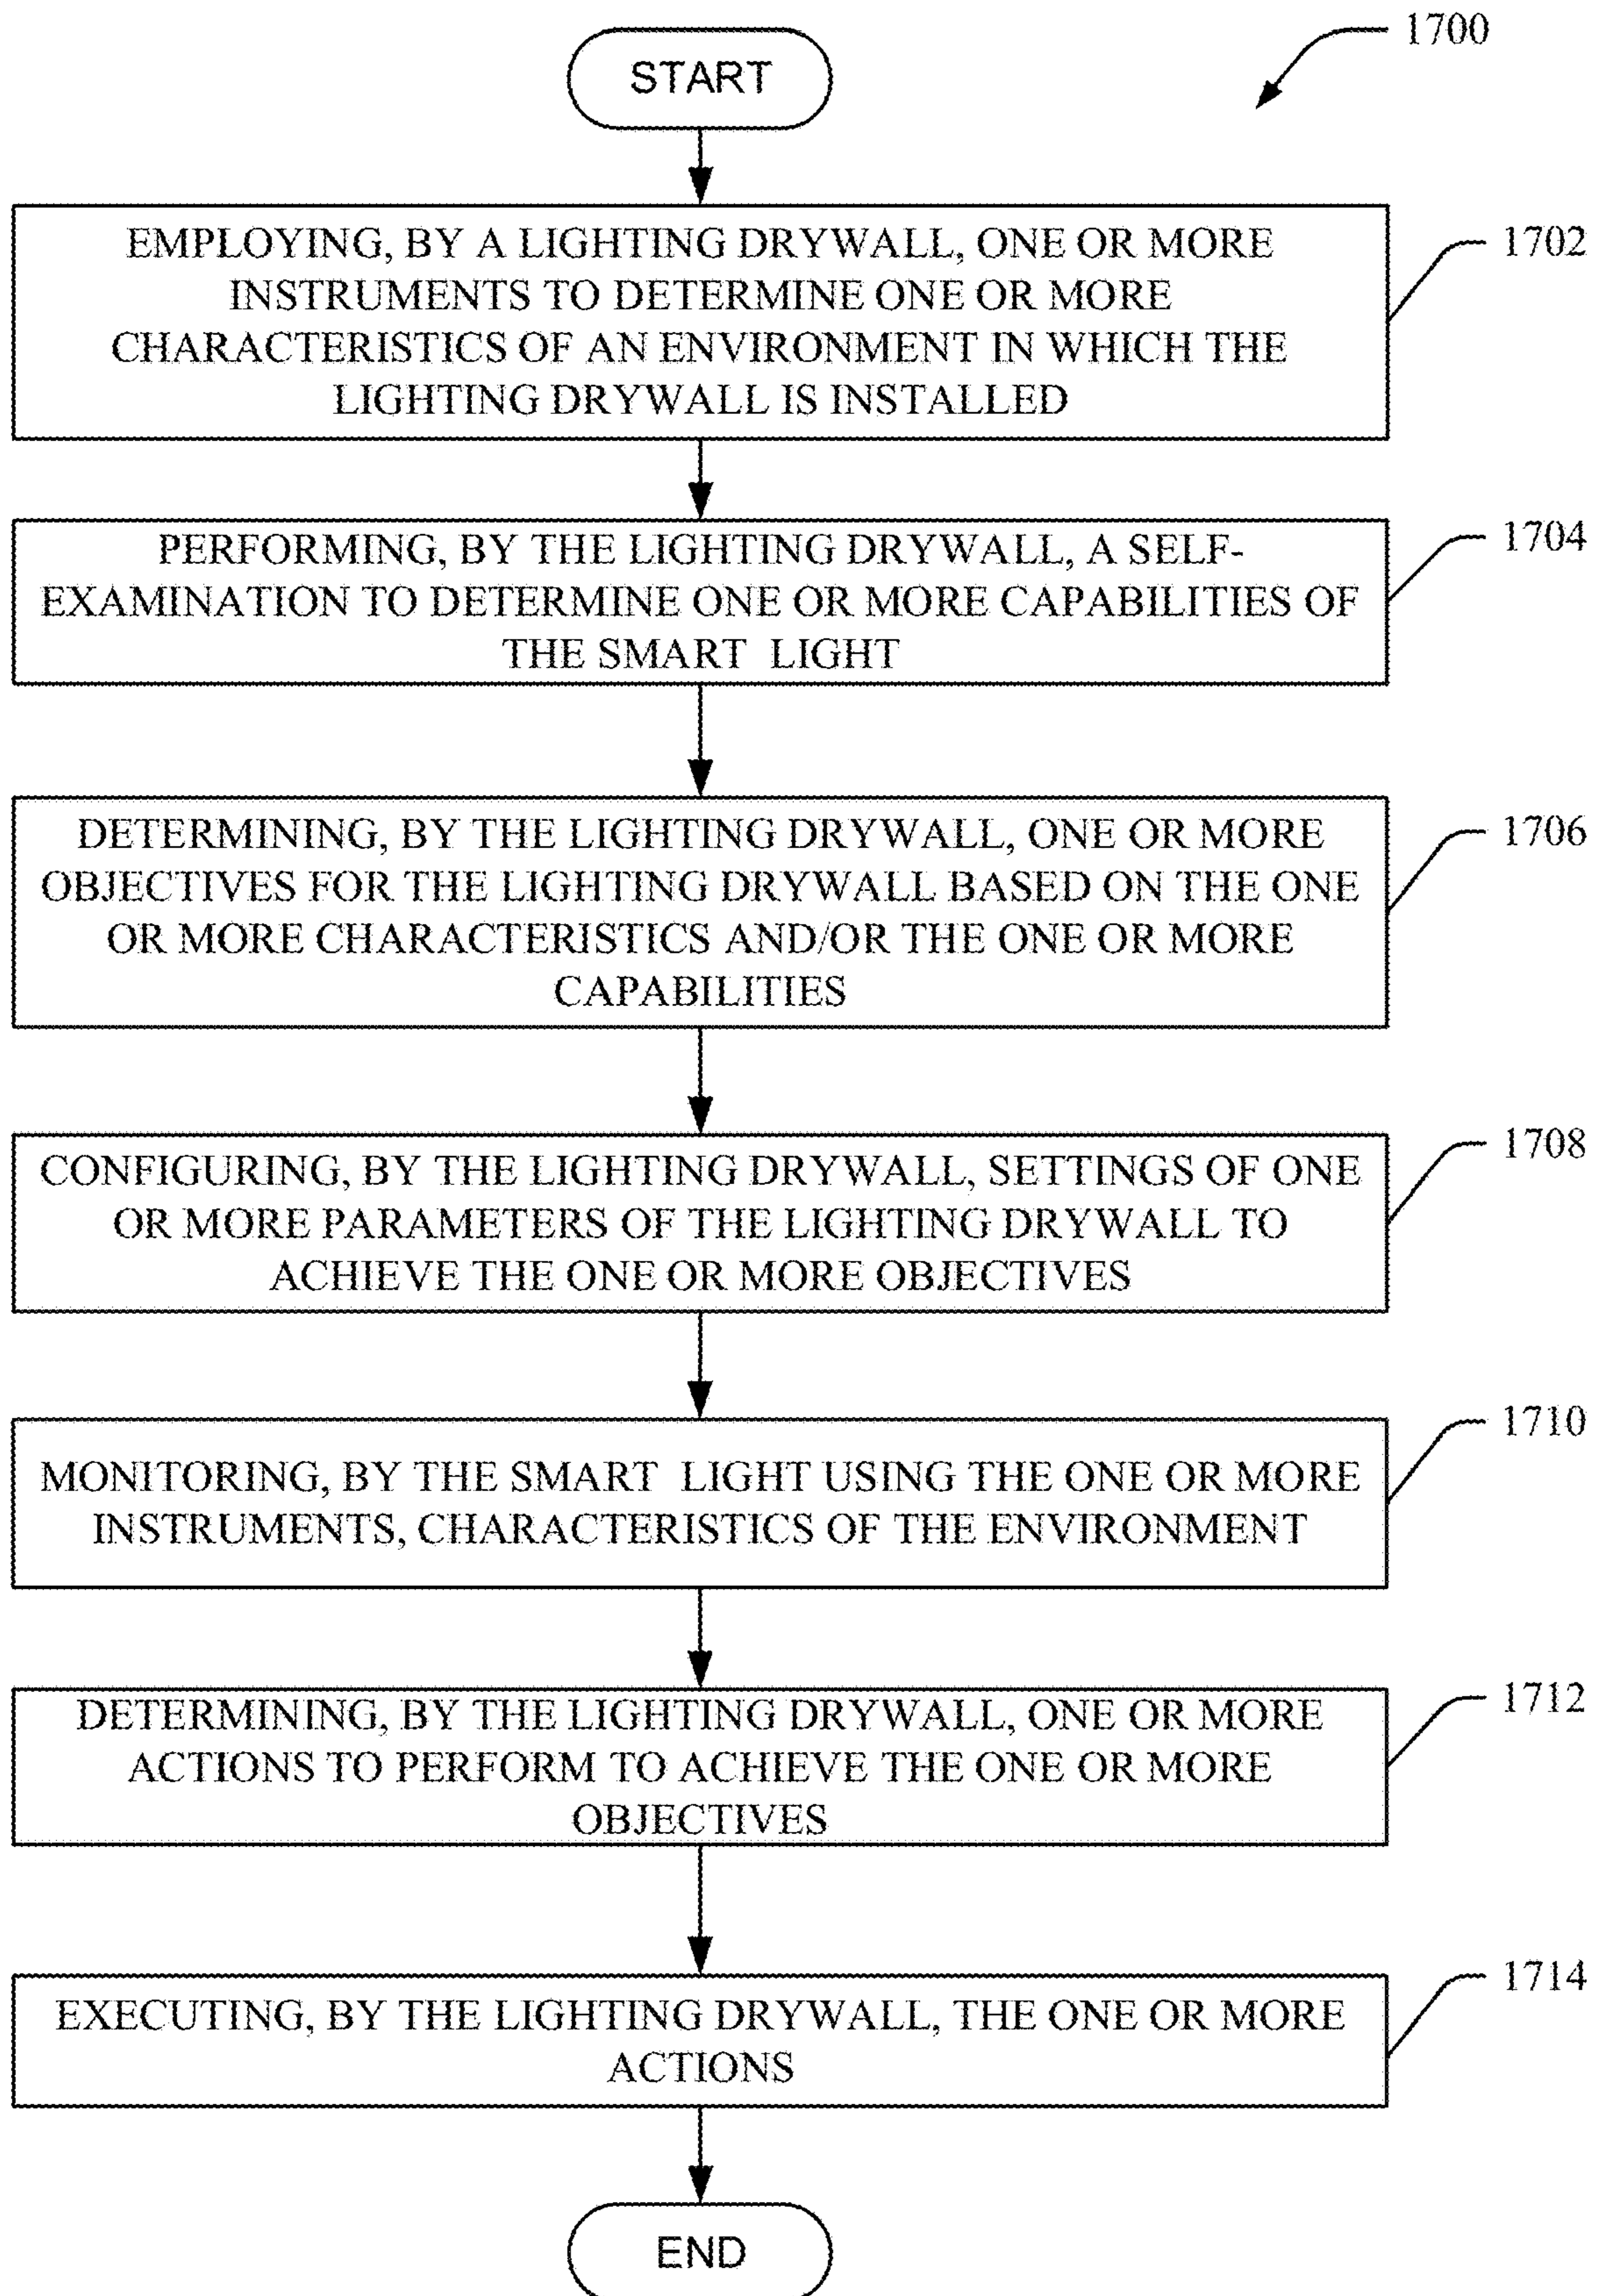 1700
START
EMPLOYING, BY A LIGHTING DRYWALL, ONE OR MORE
INSTRUMENTS TO DETERMINE ONE OR MORE
CHARACTERISTICS OF AN ENVIRONMENT IN WHICH THE
LIGHTING DRYWALL IS INSTALLED
1702
PERFORMING, BY THE LIGHTING DRYWALL, A SELF-
EXAMINATION TO DETERMINE ONE OR MORE CAPABILITIES OF
THE SMART LIGHT
1704
DETERMINING, BY THE LIGHTING DRYWALL, ONE OR MORE
OBJECTIVES FOR THE LIGHTING DRYWALL BASED ON THE ONE
OR MORE CHARACTERISTICS AND/OR THE ONE OR MORE
CAPABILITIES
1706
CONFIGURING, BY THE LIGHTING DRYWALL, SETTINGS OF ONE
OR MORE PARAMETERS OF THE LIGHTING DRYWALL TO
ACHIEVE THE ONE OR MORE OBJECTIVES
1708
MONITORING, BY THE SMART LIGHT USING THE ONE OR MORE
INSTRUMENTS, CHARACTERISTICS OF THE ENVIRONMENT
1710
DETERMINING, BY THE LIGHTING DRYWALL, ONE OR MORE
ACTIONS TO PERFORM TO ACHIEVE THE ONE OR MORE
OBJECTIVES
1712
EXECUTING, BY THE LIGHTING DRYWALL, THE ONE OR MORE
ACTIONS
1714
END